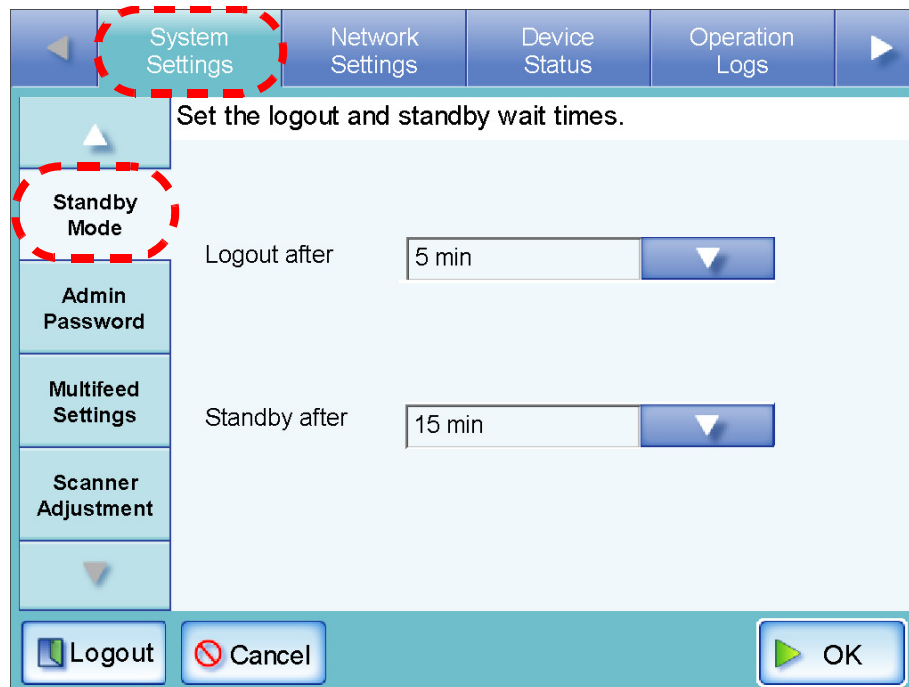 System
Settings
Network
Settings
Device
Status
Operation
Logs
Set the logout and standby wait times.
Standby
Mode
Admin
Password
Multifeed
Settings
Scanner
Adjustment
Logout after
5 min
Standby after
15 min
Logout
Cancel
OK